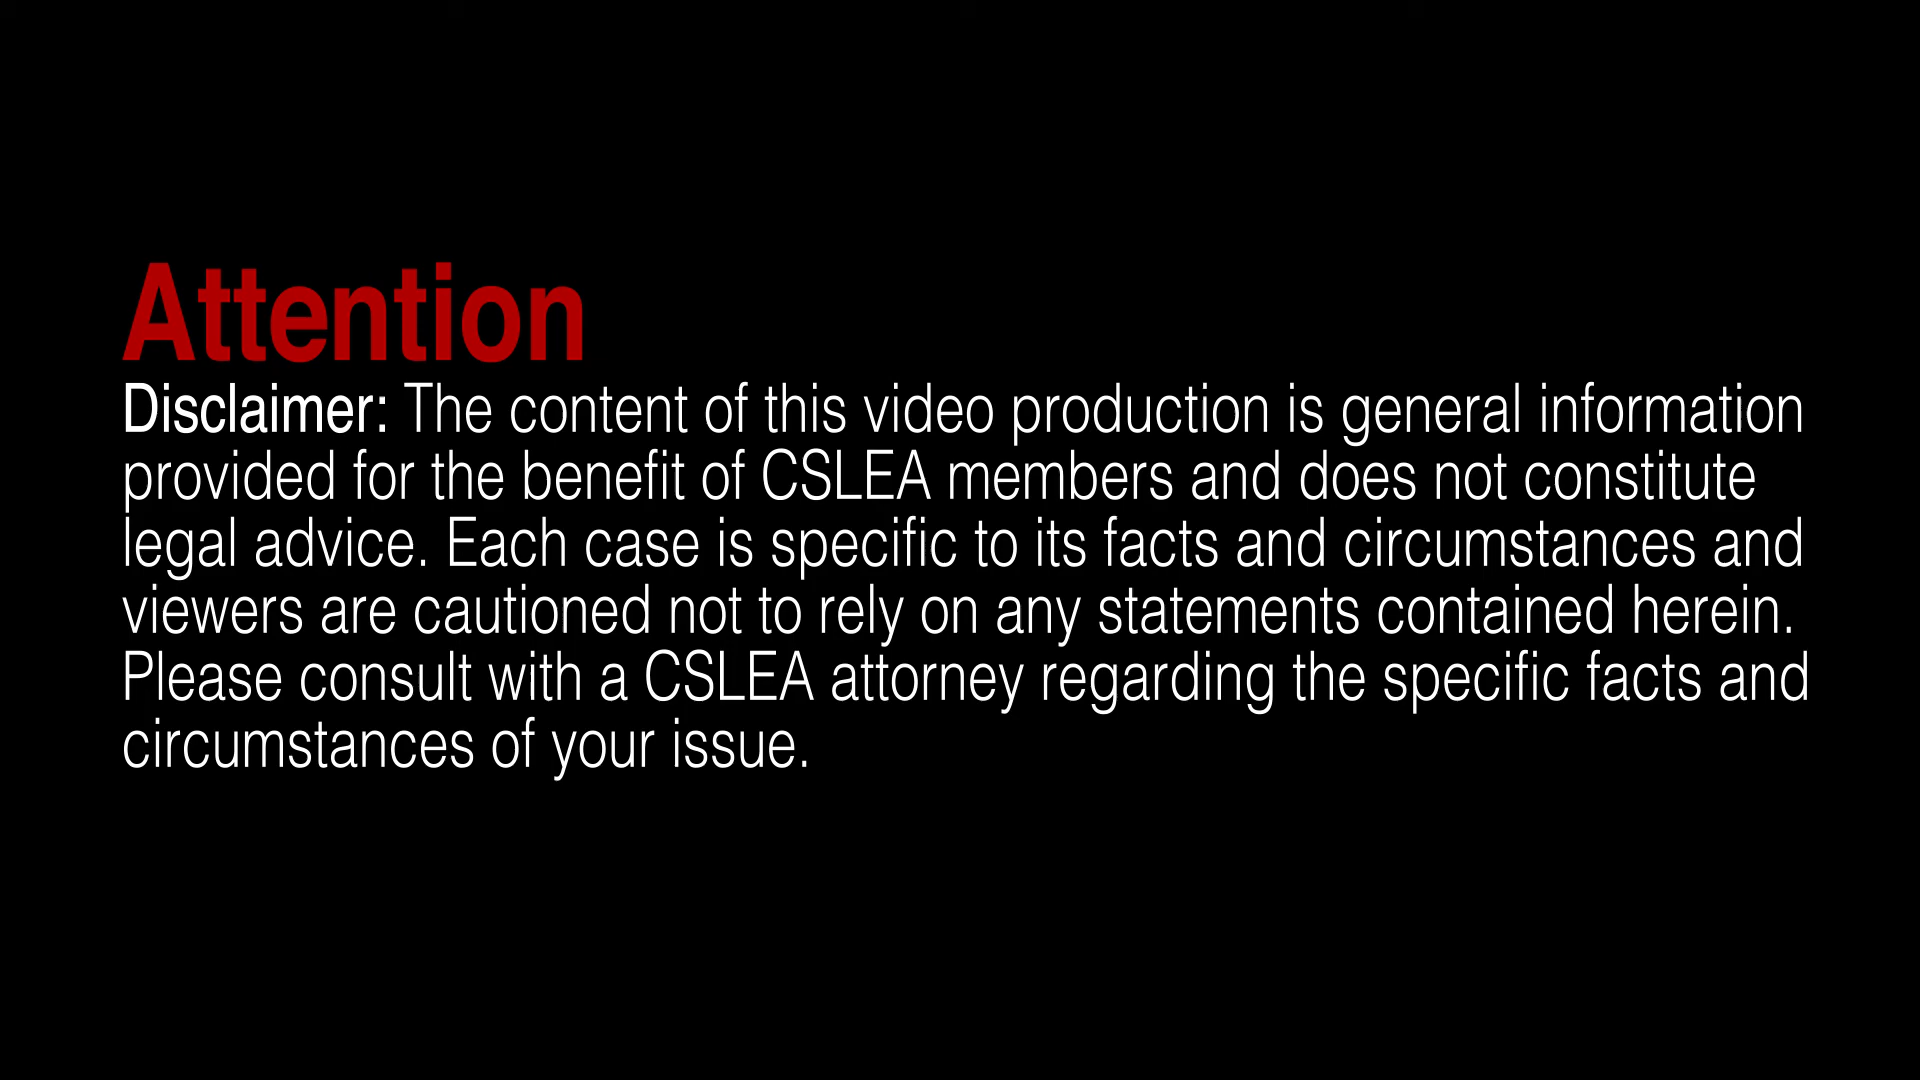 Attention
Disclaimer: The content of this video production is general information
provided for the benefit of CSLEA members and does not constitute
legal advice. Each case is specific to its facts and circumstances and
viewers are cautioned not to rely on any statements contained herein.
Please consult with a CSLEA attorney regarding the specific facts and
circumstances of your issue.